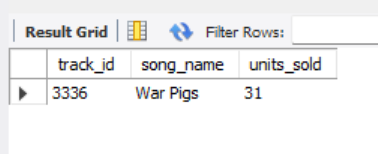 Result Grid Filter Rows:
track_id song_name units_sold
3336 War Pigs 31